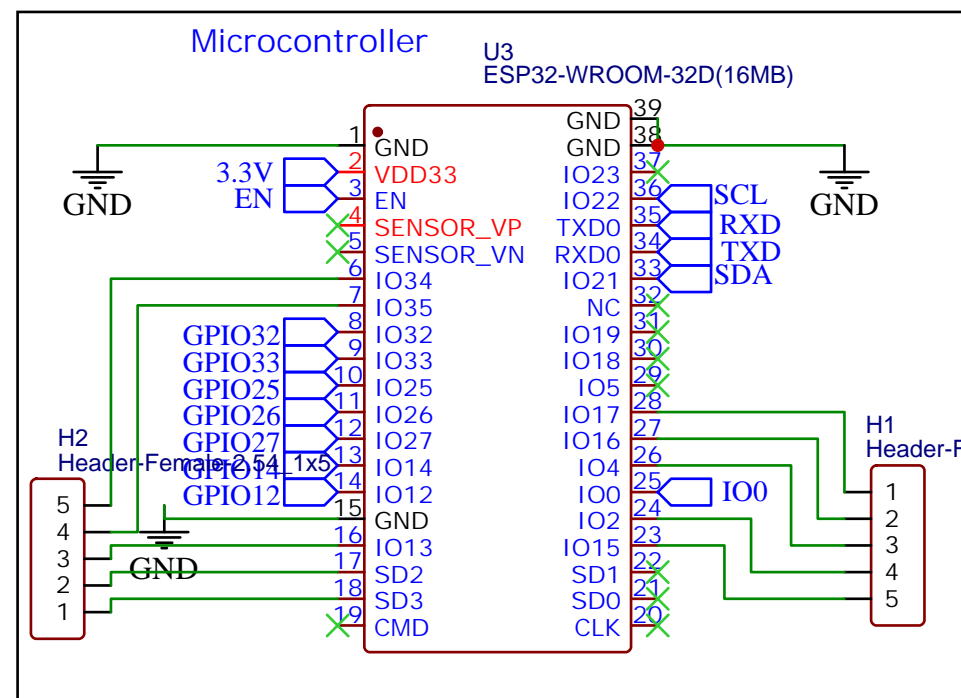 Microcontroller
U3
ESP32-WROOM-32D(16MB)
1 GND
2 VDD33
3 EN
4 SENSOR_VP
5 SENSOR_VN
6 IO34
7 IO35
8 IO32
9 IO33
10 IO25
11 IO26
12 IO27
13 IO14
14 IO12
15 GND
16 IO13
17 SD2
18 SD3
19 CMD
GND 39
GND 38
IO23 37
IO22 36
TXD0 35
RXD0 34
IO21 33
NC 32
IO19 31
IO18 30
IO5 29
IO17 28
IO16 27
IO4 26
IO0 25
IO2 24
IO15 23
SD1 22
SD0 21
CLK 20
GND
3.3V
EN
GPIO32
GPIO33
GPIO25
GPIO26
GPIO27
GPIO14
GPIO12
GND
SCL
RXD
TXD
SDA
IO0
GND
H2
Header-Female-2.54_1x5
5
4
3
2
1
H1
Header-F
1
2
3
4
5